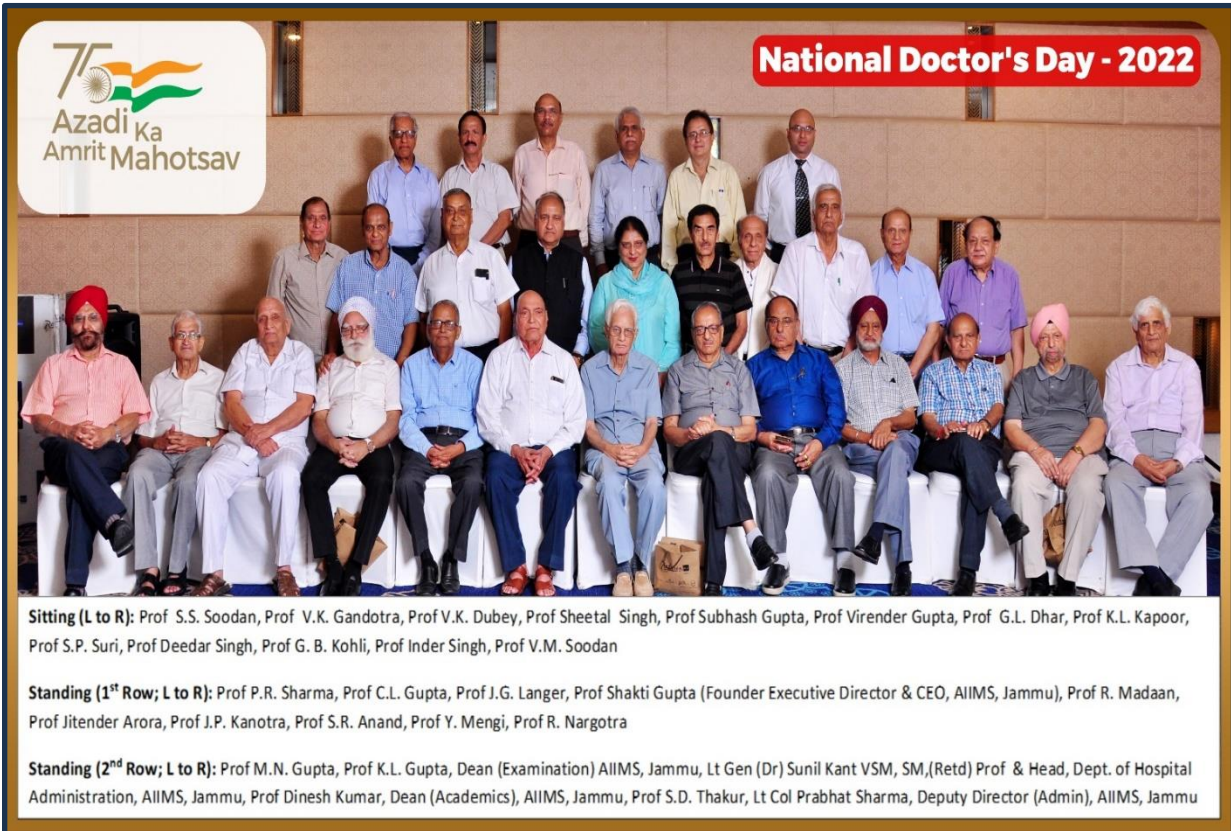 75
Azadi Ka
Amrit Mahotsav
National Doctor's Day - 2022
Sitting (L to R): Prof S.S. Soodan, Prof V.K. Gandotra, Prof V.K. Dubey, Prof Sheetal Singh, Prof Subhash Gupta, Prof Virender Gupta, Prof G.L. Dhar, Prof K.L. Kapoor,
Prof S.P. Suri, Prof Deedar Singh, Prof G. B. Kohli, Prof Inder Singh, Prof V.M. Soodan
Standing (1st Row; L to R): Prof P.R. Sharma, Prof C.L. Gupta, Prof J.G. Langer, Prof Shakti Gupta (Founder Executive Director & CEO, AIIMS, Jammu), Prof R. Madaan,
Prof Jitender Arora, Prof J.P. Kanotra, Prof S.R. Anand, Prof Y. Mengi, Prof R. Nargotra
Standing (2nd Row; L to R): Prof M.N. Gupta, Prof K.L. Gupta, Dean (Examination) AIIMS, Jammu, Lt Gen (Dr) Sunil Kant VSM, SM,(Retd) Prof & Head, Dept. of Hospital
Administration, AIIMS, Jammu, Prof Dinesh Kumar, Dean (Academics), AIIMS, Jammu, Prof S.D. Thakur, Lt Col Prabhat Sharma, Deputy Director (Admin), AIIMS, Jammu